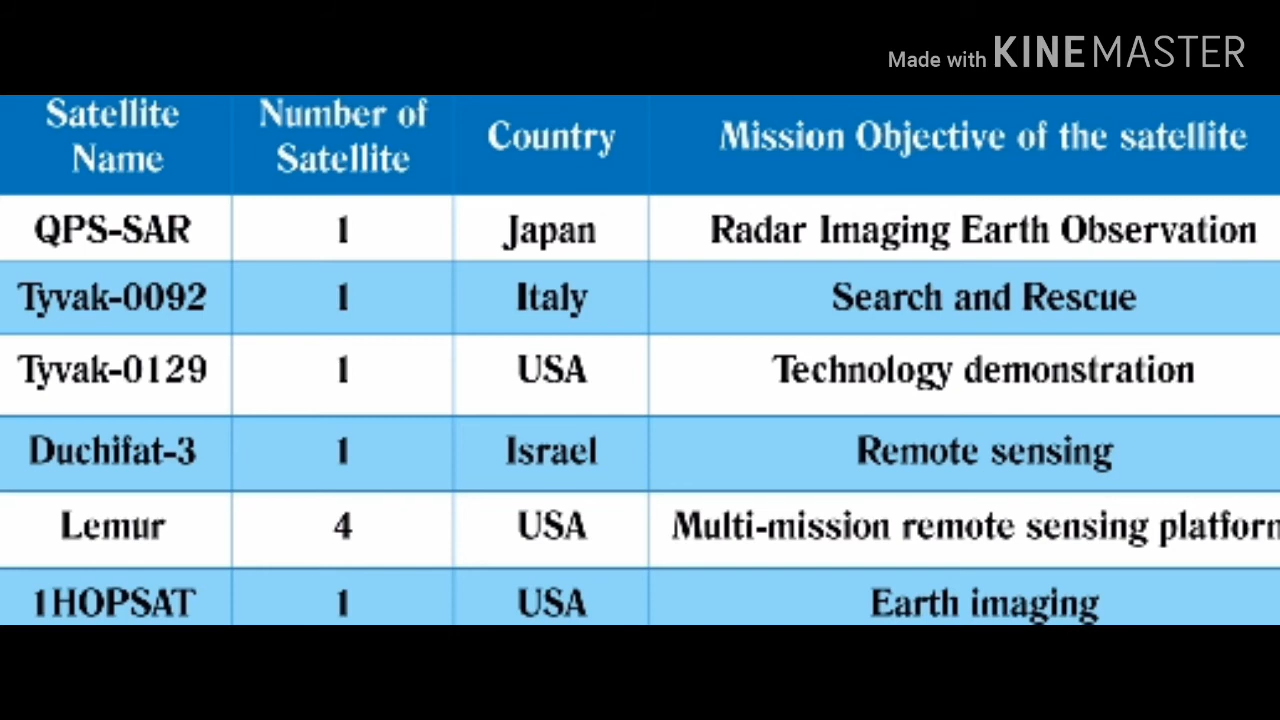 Made with KINEMASTER
Satellite Name Number of Satellite Country Mission Objective of the satellite
QPS-SAR 1 Japan Radar Imaging Earth Observation
Tyvak-0092 1 Italy Search and Rescue
Tyvak-0129 1 USA Technology demonstration
Duchifat-3 1 Israel Remote sensing
Lemur 4 USA Multi-mission remote sensing platform
1HOPSAT 1 USA Earth imaging